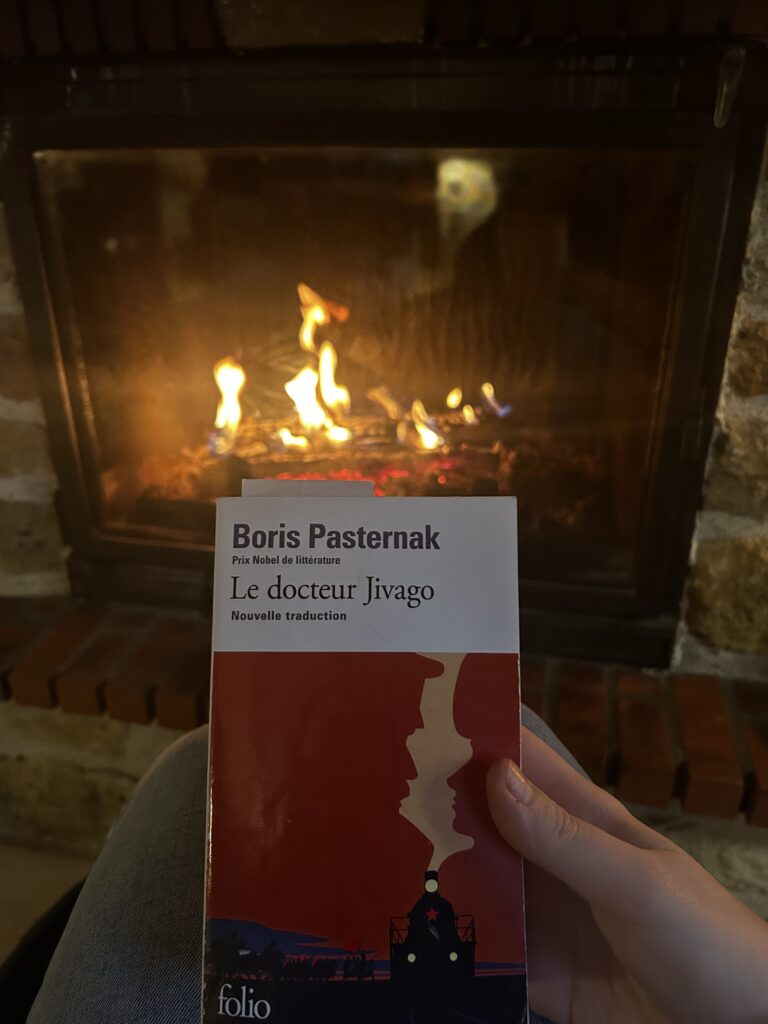 Boris Pasternak
Prix Nobel de littérature
Le docteur Jivago
Nouvelle traduction
folio